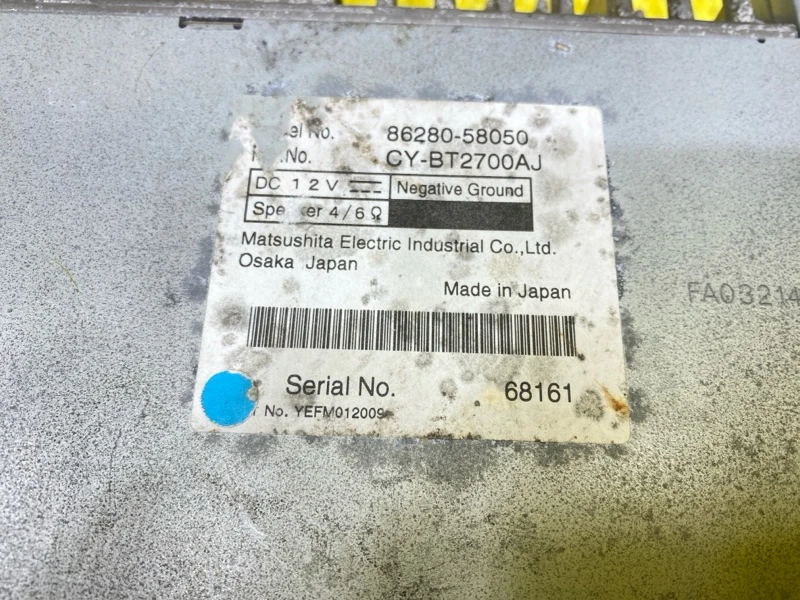 No. 86280-58050
No. CY-BT2700AJ
DC 12V Negative Ground
4/6Ω
Matsushita Electric Industrial Co.,Ltd.
Osaka Japan
Made in Japan
FA03214
Serial No. 68161
No. YEFM012009